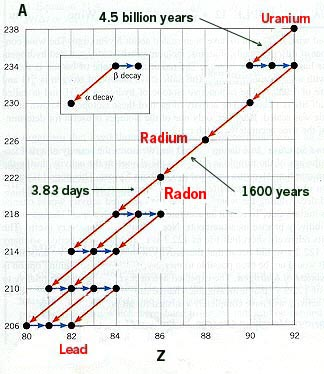 A
4.5 billion years
Uranium
238
234
β decay
α decay
230
Radium
226
222
3.83 days
Radon
1600 years
218
214
210
206
80 82 84 86 88 90 92
Lead
Z